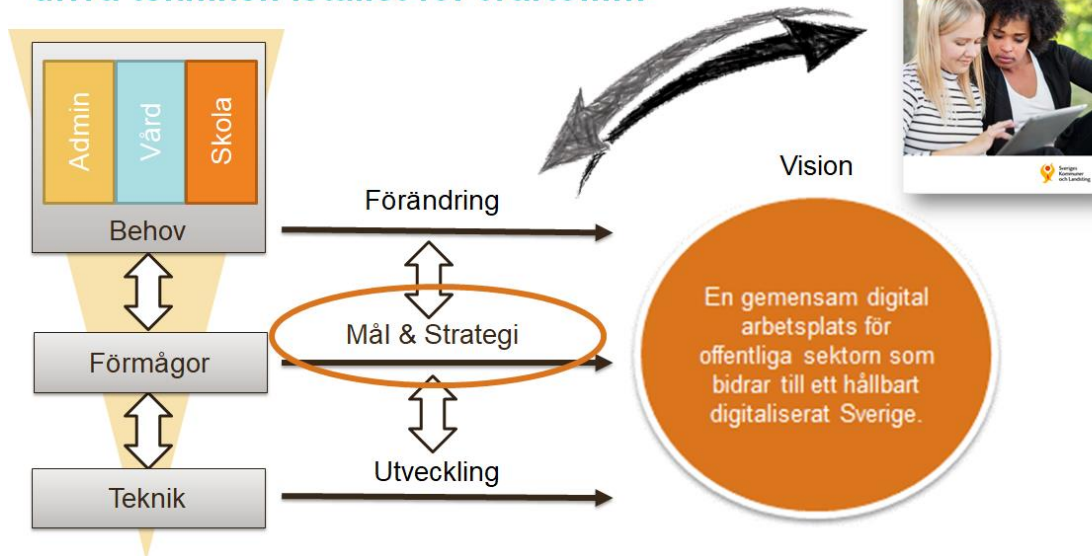 Admin
Vård
Skola
Behov
Förändring
Vision
Sveriges
Kommuner
och Landsting
Förmågor
Mål & Strategi
En gemensam digital
arbetsplats för
offentliga sektorn som
bidrar till ett hållbart
digitaliserat Sverige.
Teknik
Utveckling